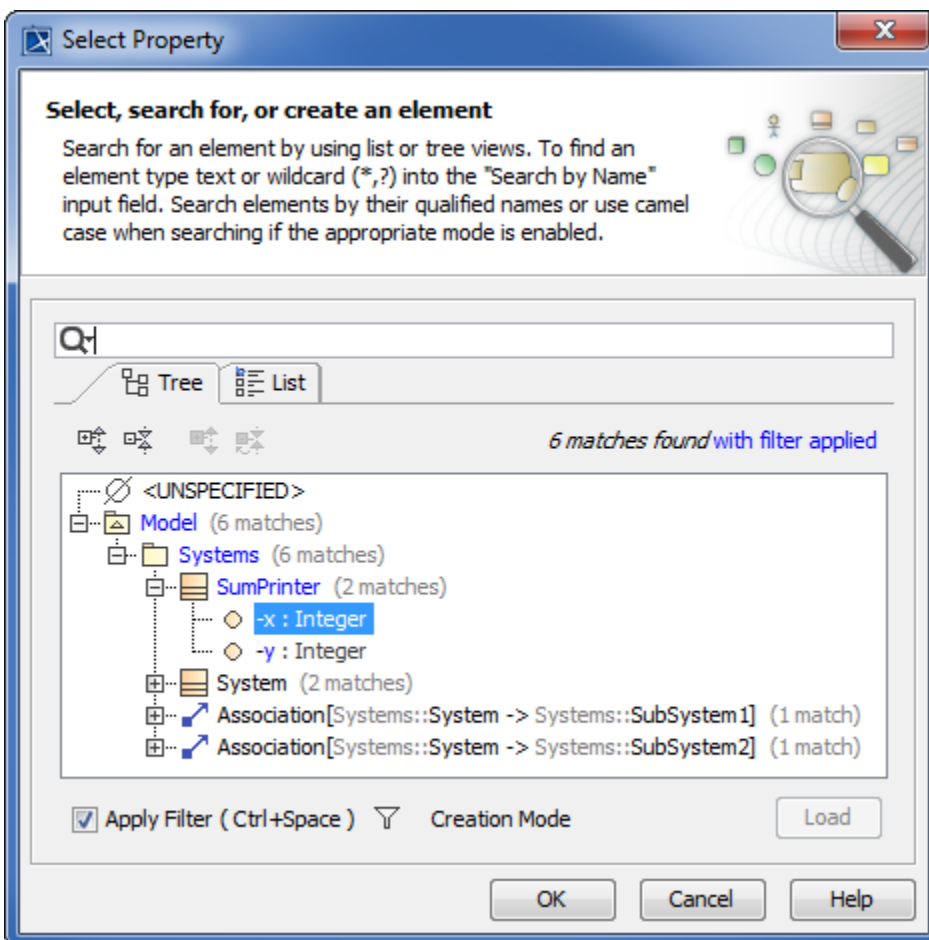 Select Property
Select, search for, or create an element
Search for an element by using list or tree views. To find an
element type text or wildcard (*,?) into the "Search by Name"
input field. Search elements by their qualified names or use camel
case when searching if the appropriate mode is enabled.
Tree List
6 matches found with filter applied
<UNSPECIFIED>
Model (6 matches)
Systems (6 matches)
SumPrinter (2 matches)
-x : Integer
-y : Integer
System (2 matches)
Association[Systems::System -> Systems::SubSystem1] (1 match)
Association[Systems::System -> Systems::SubSystem2] (1 match)
Apply Filter ( Ctrl+Space ) Creation Mode Load
OK Cancel Help